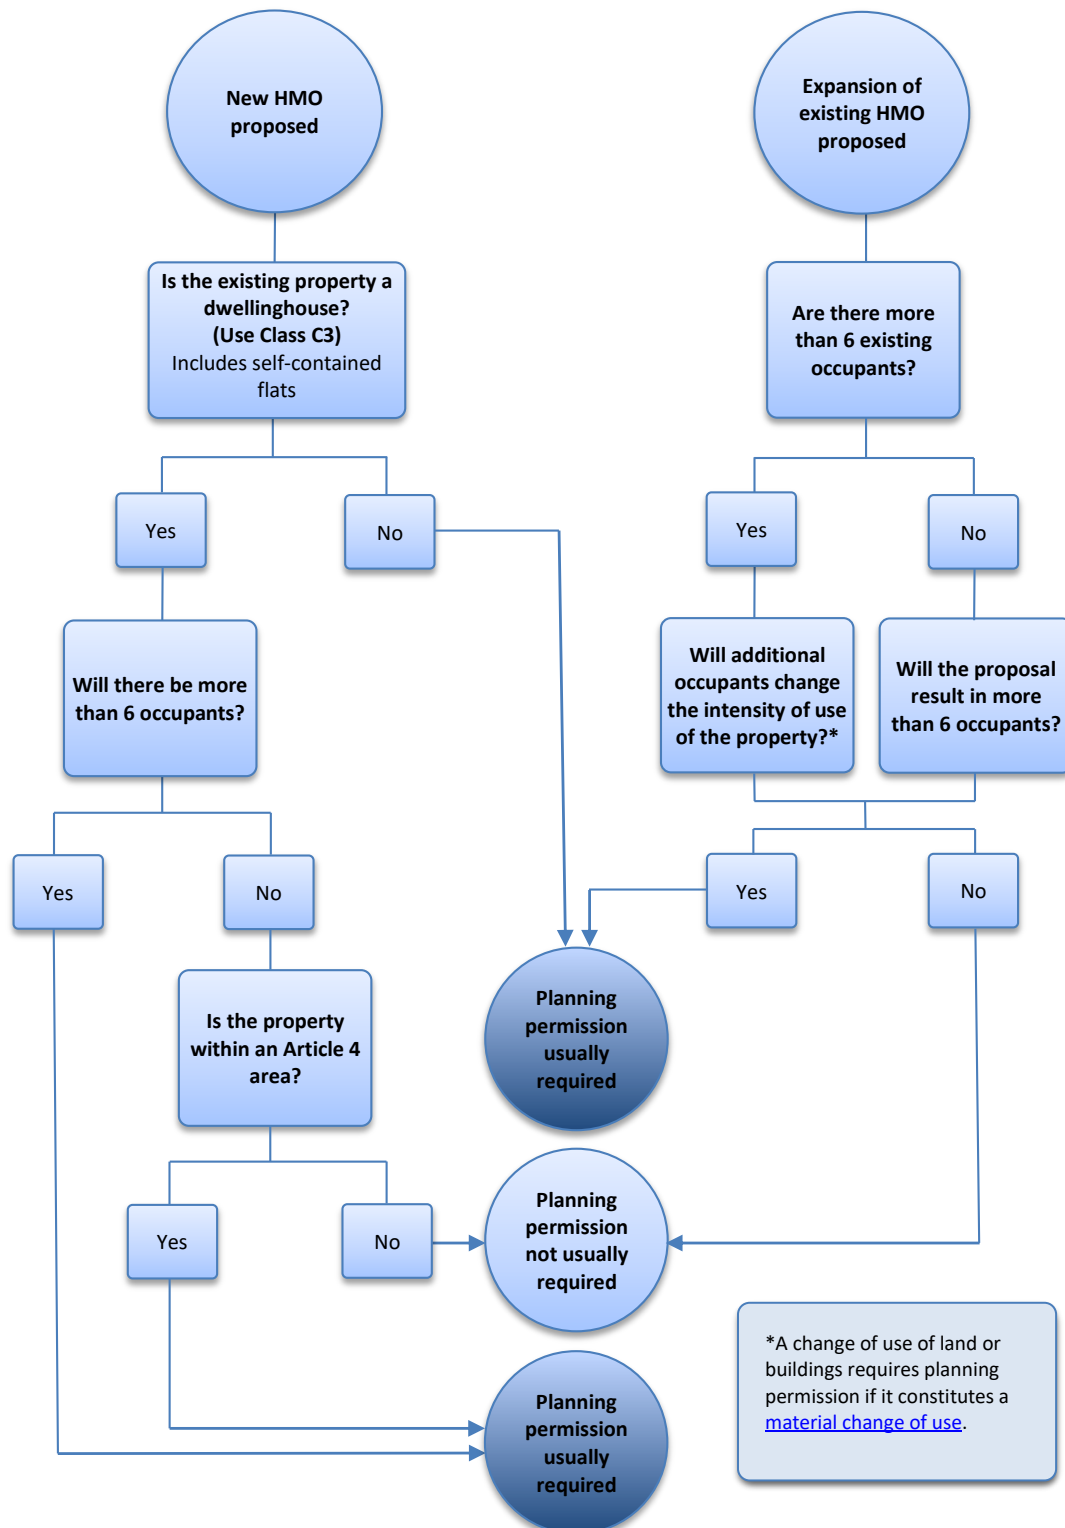 New HMO
proposed
Expansion of
existing HMO
proposed
Is the existing property a
dwellinghouse?
(Use Class C3)
Includes self-contained
flats
Are there more
than 6 existing
occupants?
Yes
No
Yes
No
Will there be more
than 6 occupants?
Will additional
occupants change
the intensity of use
of the property?*
Will the proposal
result in more
than 6 occupants?
Yes
No
Yes
No
Is the property
within an Article 4
area?
Planning
permission
usually
required
Yes
No
Planning
permission
not usually
required
Planning
permission
usually
required
*A change of use of land or
buildings requires planning
permission if it constitutes a
material change of use.